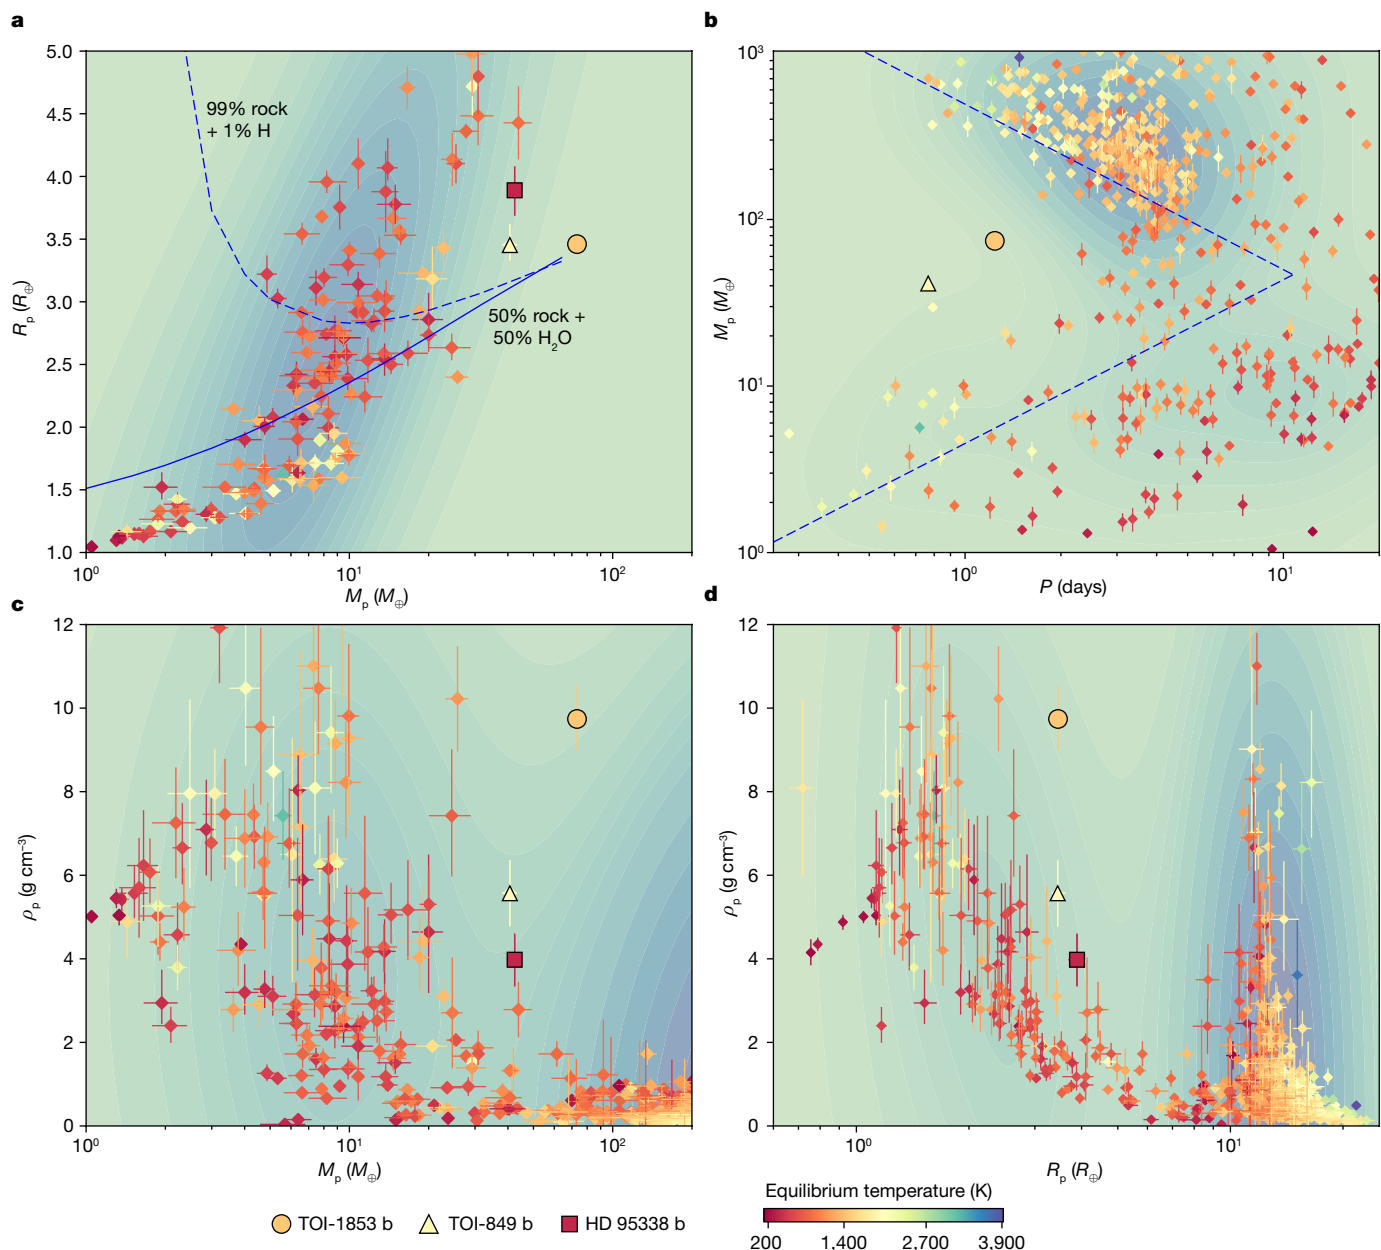 a
b
5.0
4.5
4.0
3.5
3.0
2.5
2.0
1.5
1.0
Rp (R⊕)
99% rock
+ 1% H
50% rock +
50% H2O
10⁰
10¹
10²
Mp (M⊕)
10³
10²
10¹
10⁰
Mp (M⊕)
10⁰
10¹
P (days)
c
d
12
10
8
6
4
2
0
ρp (g cm⁻³)
10⁰
10¹
10²
Mp (M⊕)
12
10
8
6
4
2
0
ρp (g cm⁻³)
10⁰
10¹
Rp (R⊕)
TOI-1853 b
TOI-849 b
HD 95338 b
Equilibrium temperature (K)
200
1,400
2,700
3,900